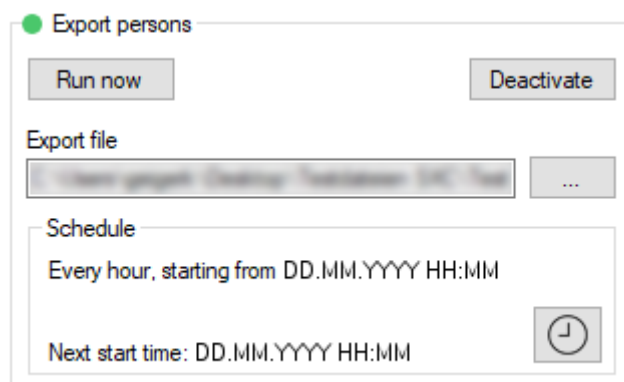 Export persons
Run now
Deactivate
Export file
...
Schedule
Every hour, starting from DD.MM.YYYY HH:MM
Next start time: DD.MM.YYYY HH:MM